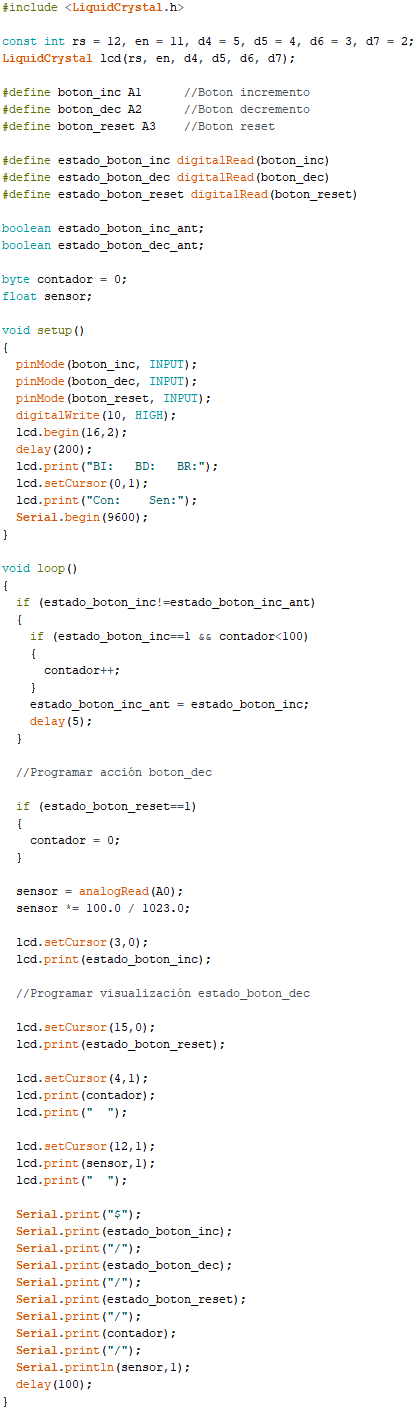 #include <LiquidCrystal.h>

const int rs = 12, en = 11, d4 = 5, d5 = 4, d6 = 3, d7 = 2;
LiquidCrystal lcd(rs, en, d4, d5, d6, d7);

#define boton_inc A1      //Boton incremento
#define boton_dec A2      //Boton decremento
#define boton_reset A3    //Boton reset

#define estado_boton_inc digitalRead(boton_inc)
#define estado_boton_dec digitalRead(boton_dec)
#define estado_boton_reset digitalRead(boton_reset)

boolean estado_boton_inc_ant;
boolean estado_boton_dec_ant;

byte contador = 0;
float sensor;

void setup()
{
  pinMode(boton_inc, INPUT);
  pinMode(boton_dec, INPUT);
  pinMode(boton_reset, INPUT);
  digitalWrite(10, HIGH);
  lcd.begin(16,2);
  delay(200);
  lcd.print("BI:   BD:   BR:");
  lcd.setCursor(0,1);
  lcd.print("Con:    Sen:");
  Serial.begin(9600);
}

void loop()
{
  if (estado_boton_inc!=estado_boton_inc_ant)
  {
    if (estado_boton_inc==1 && contador<100)
    {
      contador++;
    }
    estado_boton_inc_ant = estado_boton_inc;
    delay(5);
  }

  //Programar acción boton_dec

  if (estado_boton_reset==1)
  {
    contador = 0;
  }

  sensor = analogRead(A0);
  sensor *= 100.0 / 1023.0;

  lcd.setCursor(3,0);
  lcd.print(estado_boton_inc);

  //Programar visualización estado_boton_dec

  lcd.setCursor(15,0);
  lcd.print(estado_boton_reset);

  lcd.setCursor(4,1);
  lcd.print(contador);
  lcd.print("  ");

  lcd.setCursor(12,1);
  lcd.print(sensor,1);
  lcd.print("  ");

  Serial.print("$");
  Serial.print(estado_boton_inc);
  Serial.print("/");
  Serial.print(estado_boton_dec);
  Serial.print("/");
  Serial.print(estado_boton_reset);
  Serial.print("/");
  Serial.print(contador);
  Serial.print("/");
  Serial.println(sensor,1);
  delay(100);
}